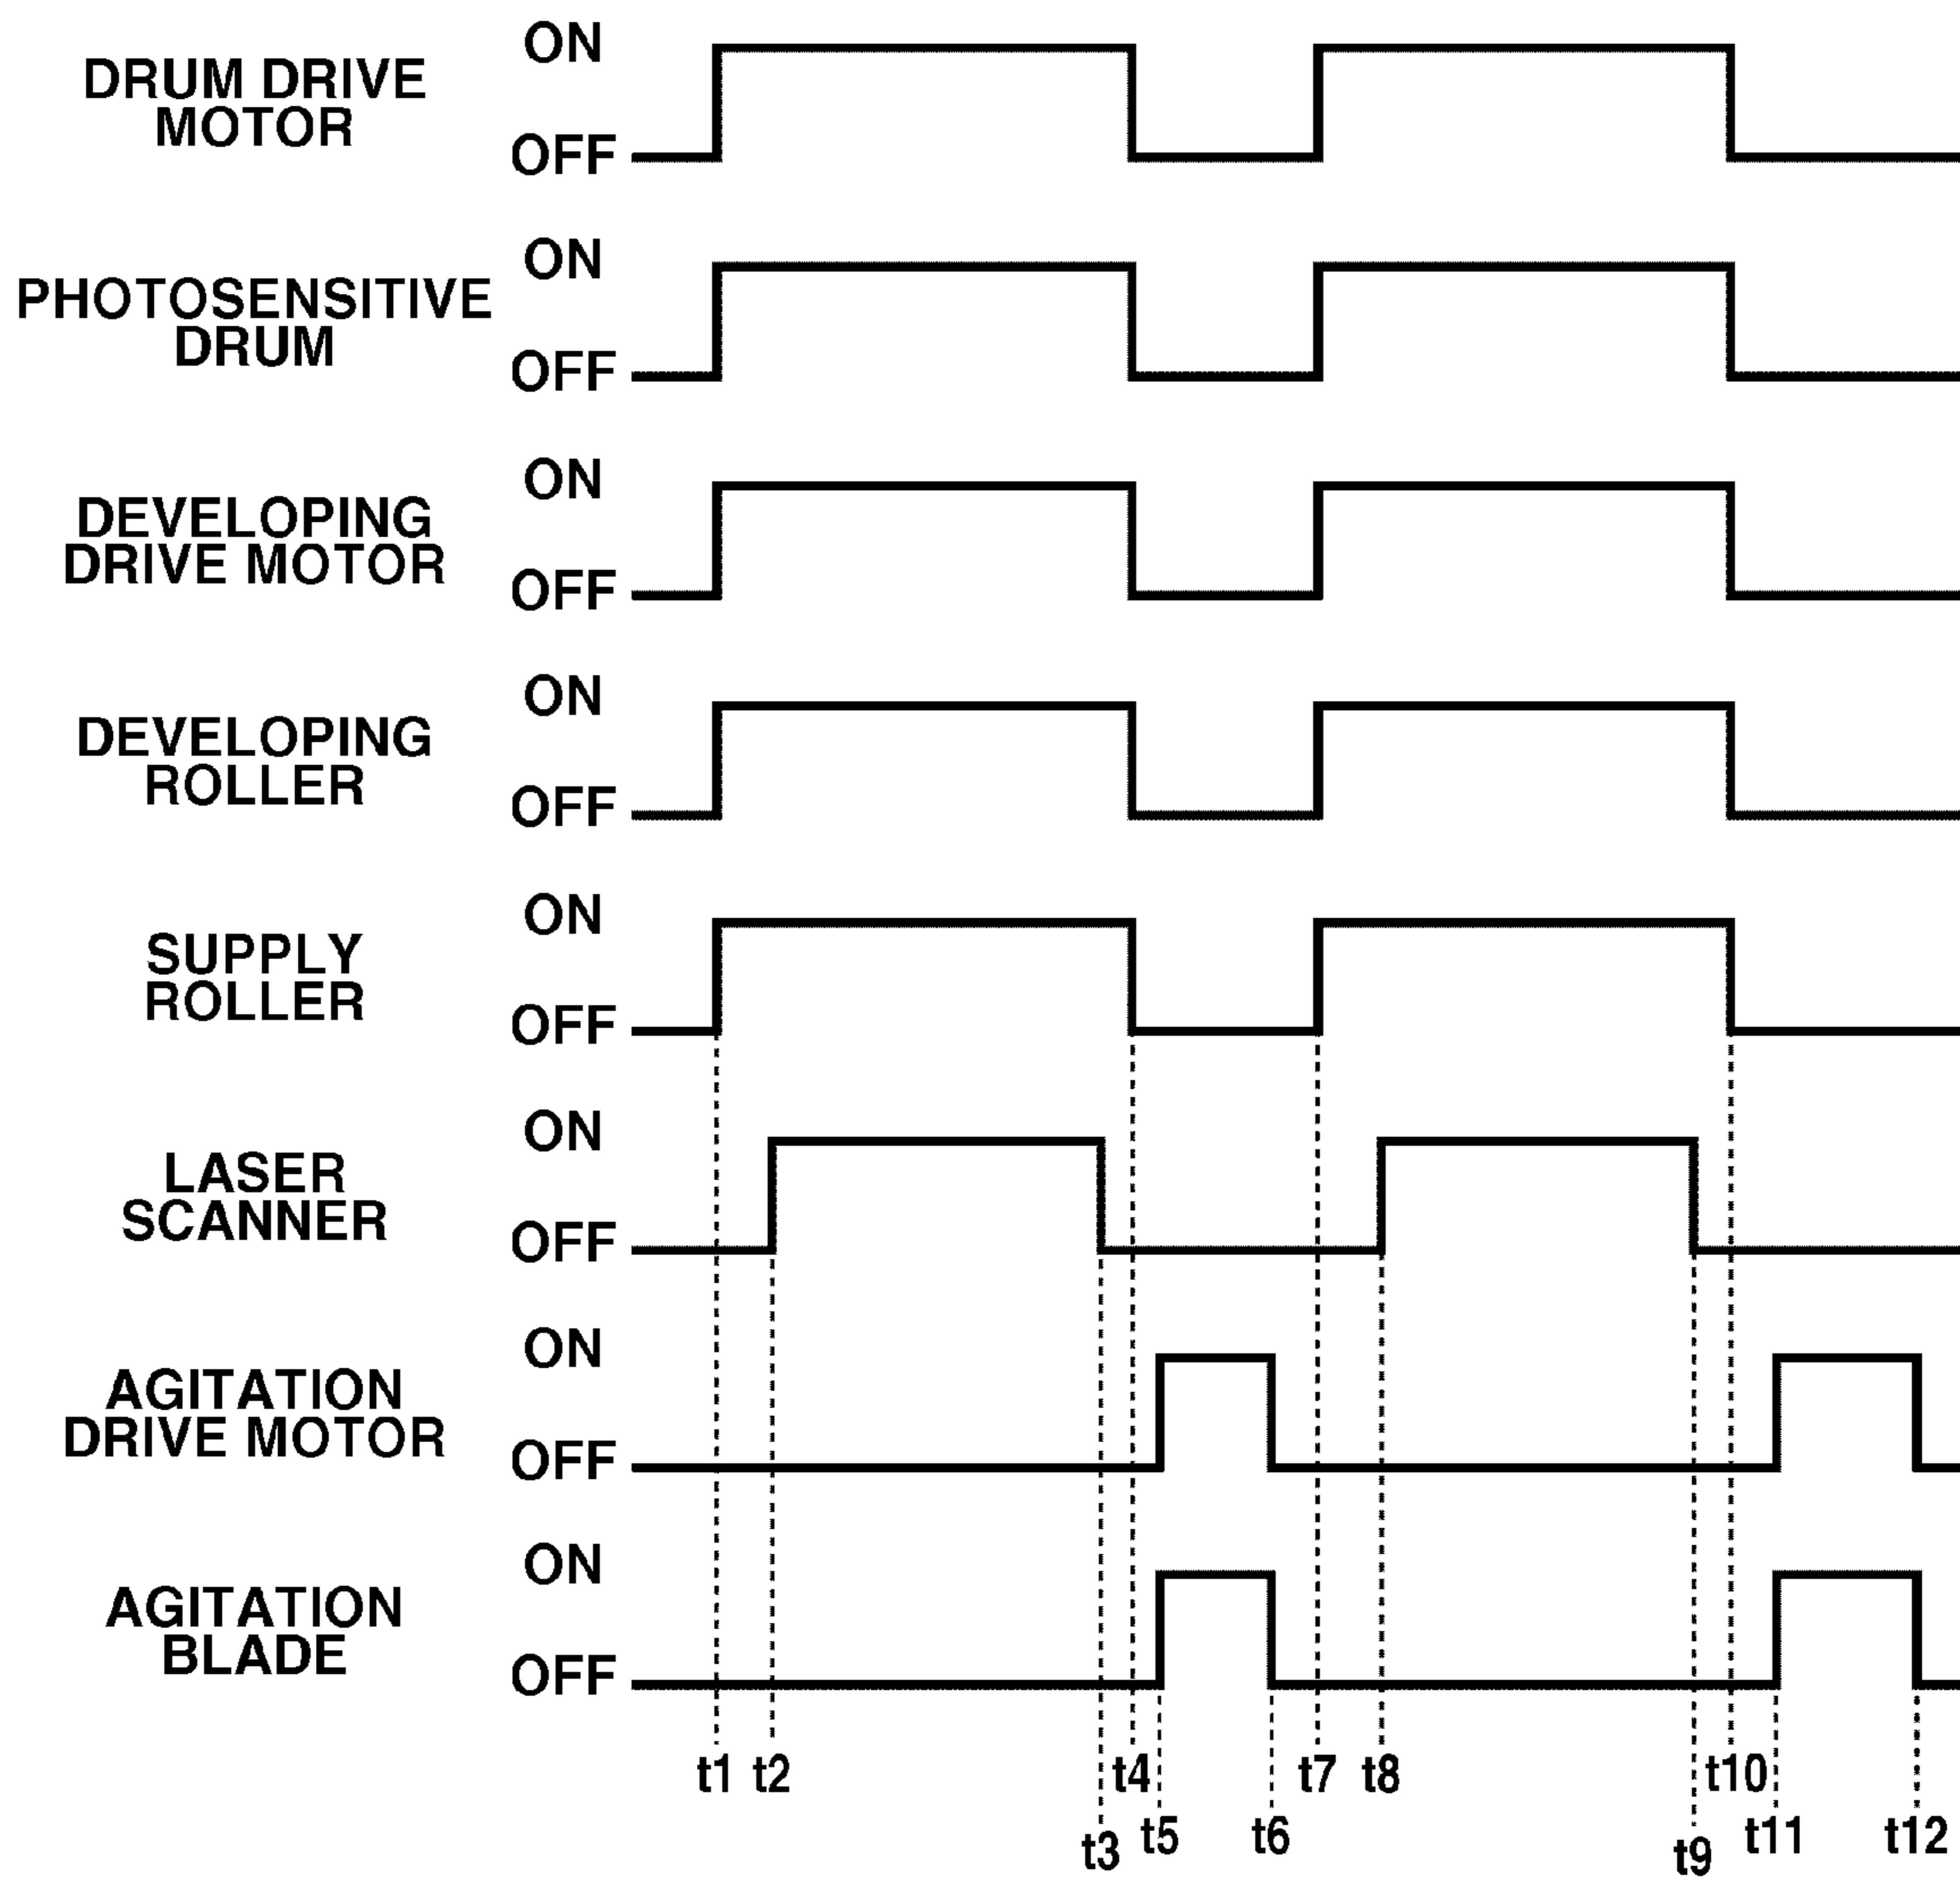 ON
DRUM DRIVE
MOTOR
OFF
ON
PHOTOSENSITIVE
DRUM
OFF
ON
DEVELOPING
DRIVE MOTOR
OFF
ON
DEVELOPING
ROLLER
OFF
ON
SUPPLY
ROLLER
OFF
ON
LASER
SCANNER
OFF
ON
AGITATION
DRIVE MOTOR
OFF
ON
AGITATION
BLADE
OFF
t1 t2 t4 t7 t8 t10
t3 t5 t6 t9 t11 t12